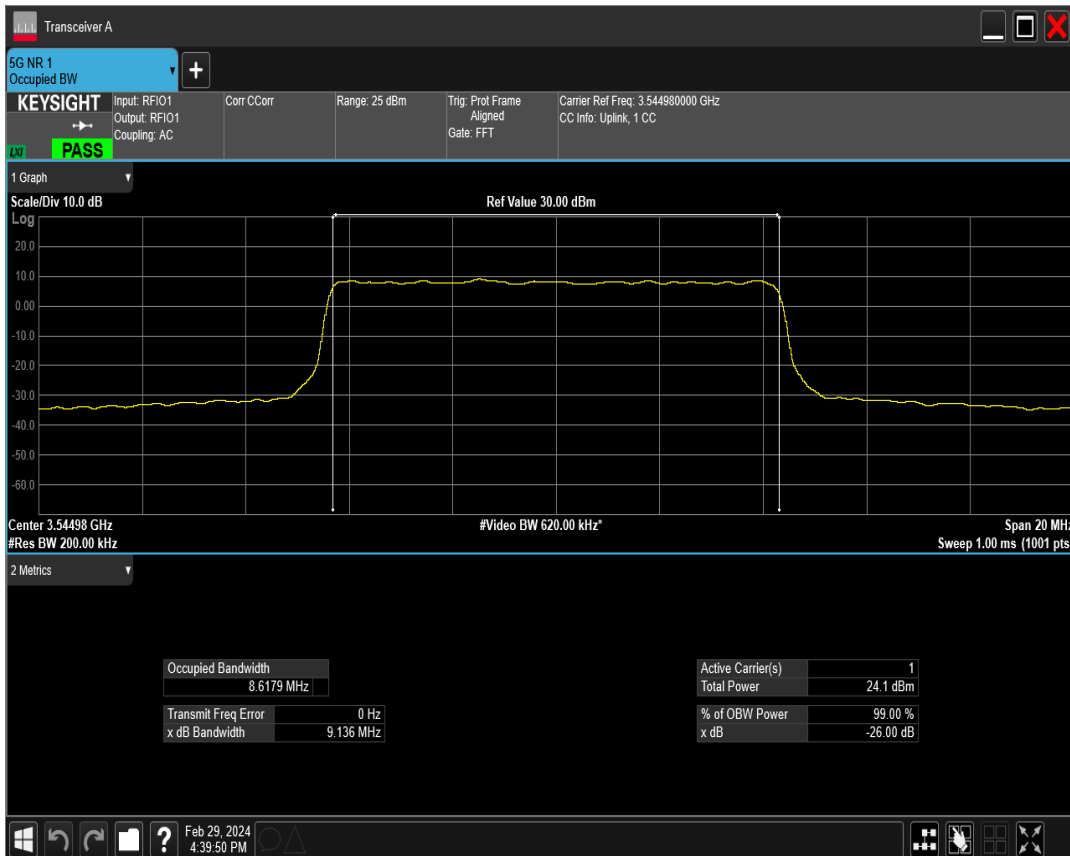 Transceiver A
5G NR 1
Occupied BW
+
KEYSIGHT
LXI
PASS
Input: RFIO1
Output: RFIO1
Coupling: AC
Corr CCorr
Range: 25 dBm
Trig: Prot Frame
Aligned
Gate: FFT
Carrier Ref Freq: 3.544980000 GHz
CC Info: Uplink, 1 CC
1 Graph
Scale/Div 10.0 dB
Ref Value 30.00 dBm
Log
20.0
10.0
0.00
-10.0
-20.0
-30.0
-40.0
-50.0
-60.0
Center 3.54498 GHz
#Video BW 620.00 kHz*
Span 20 MHz
#Res BW 200.00 kHz
Sweep 1.00 ms (1001 pts
2 Metrics
Occupied Bandwidth
8.6179 MHz
Transmit Freq Error 0 Hz
x dB Bandwidth 9.136 MHz
Active Carrier(s) 1
Total Power 24.1 dBm
% of OBW Power 99.00 %
x dB -26.00 dB
?
Feb 29, 2024
4:39:50 PM